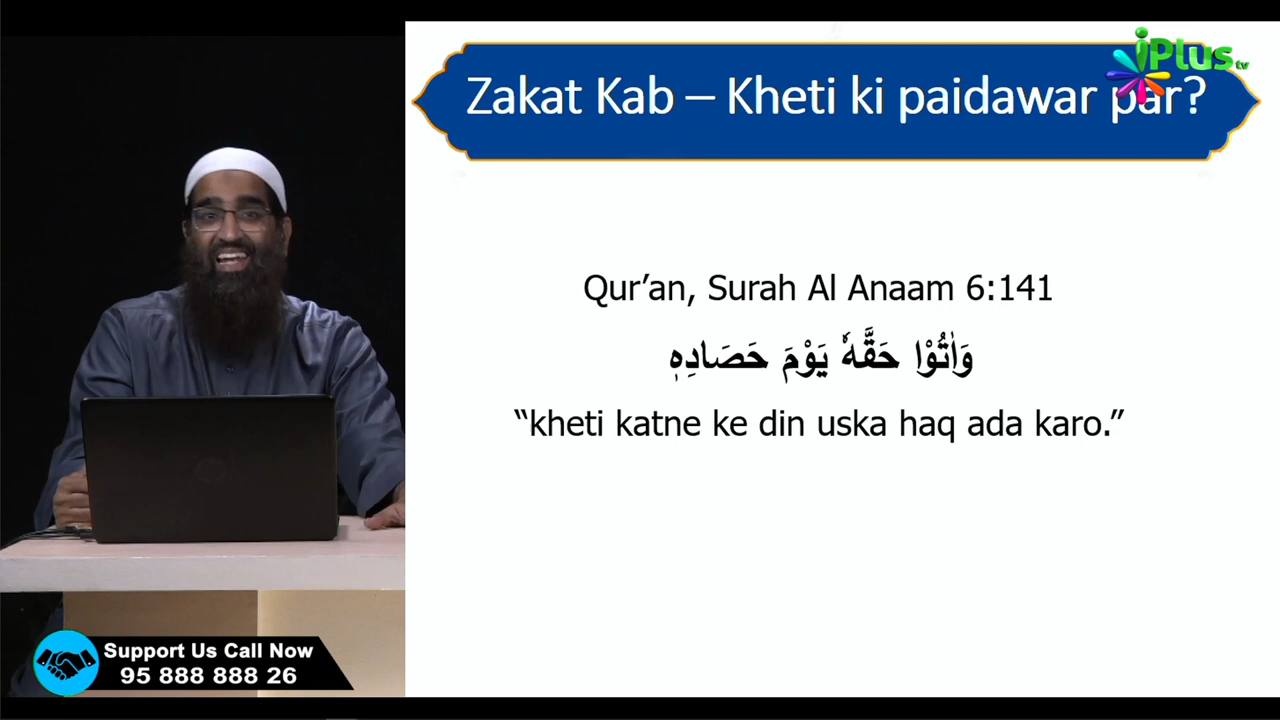 iPlus tv
Zakat Kab – Kheti ki paidawar par?
Qur’an, Surah Al Anaam 6:141
وَاٰتُوْا حَقَّهٗ يَوْمَ حَصَادِهٖ
“kheti katne ke din uska haq ada karo.”
Support Us Call Now
95 888 888 26